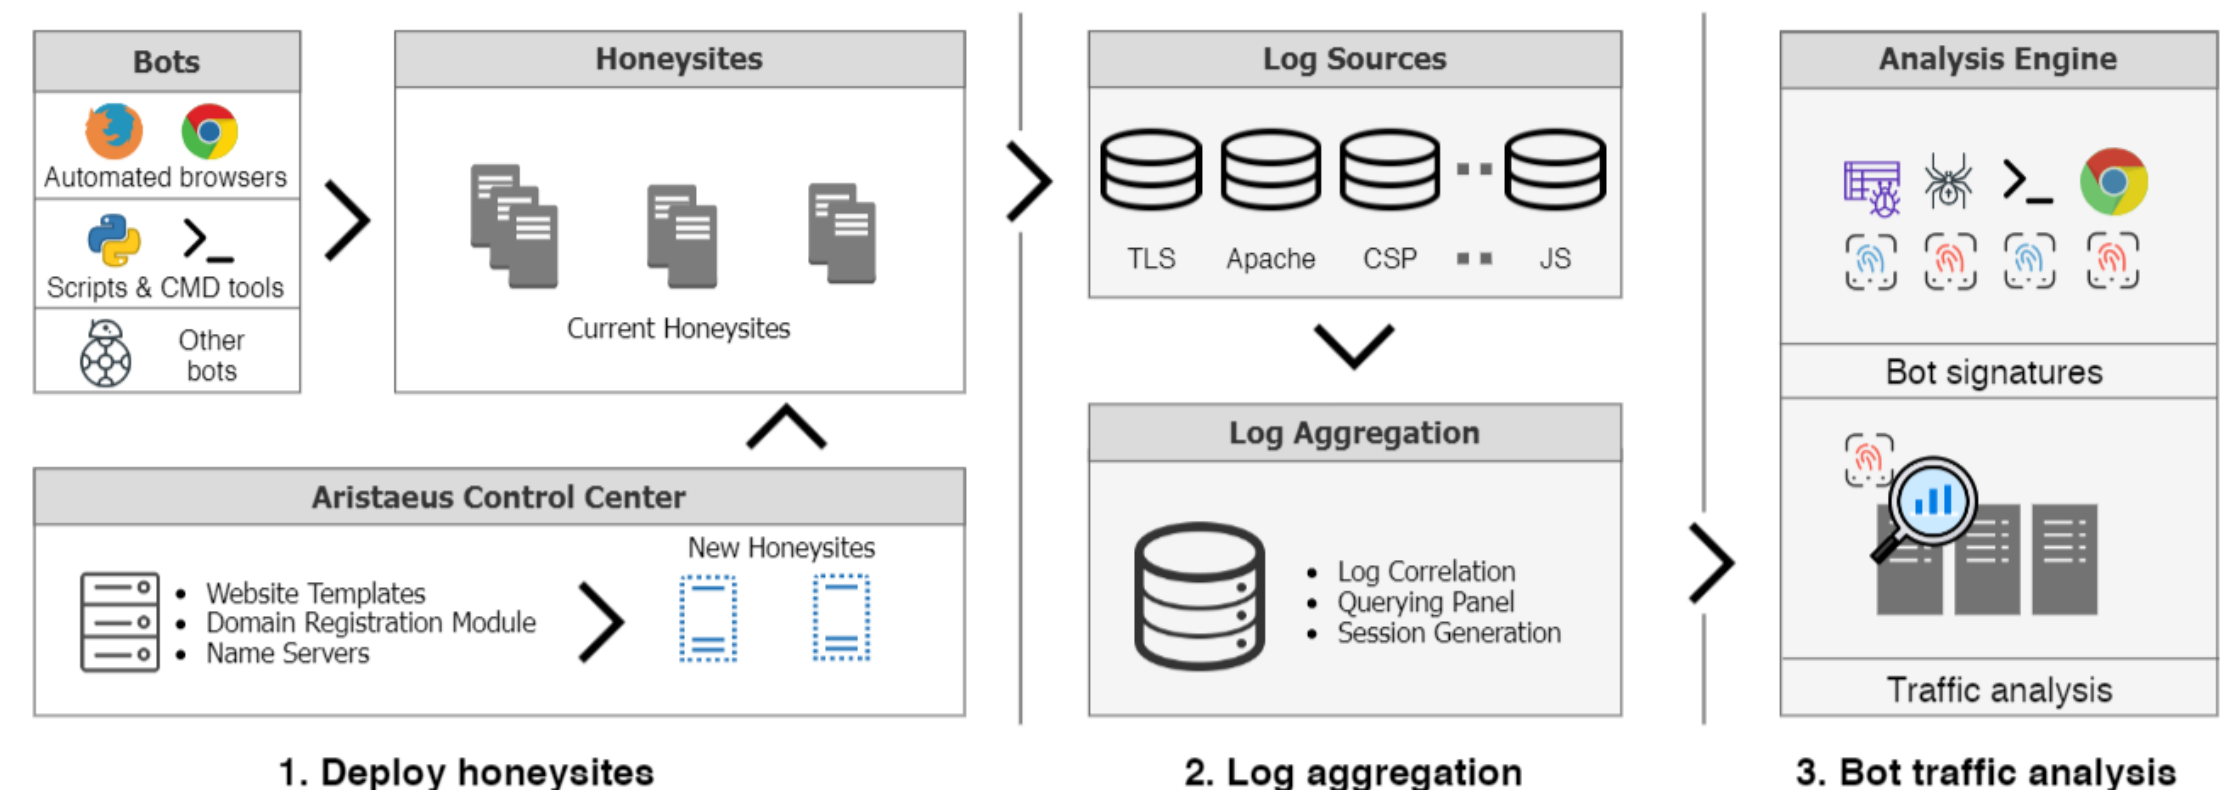 Bots
Automated browsers
Scripts & CMD tools
Other
bots
Honeysites
Current Honeysites
Aristaeus Control Center
• Website Templates
• Domain Registration Module
• Name Servers
New Honeysites
1. Deploy honeysites
Log Sources
TLS Apache CSP JS
Log Aggregation
• Log Correlation
• Querying Panel
• Session Generation
2. Log aggregation
Analysis Engine
Bot signatures
Traffic analysis
3. Bot traffic analysis